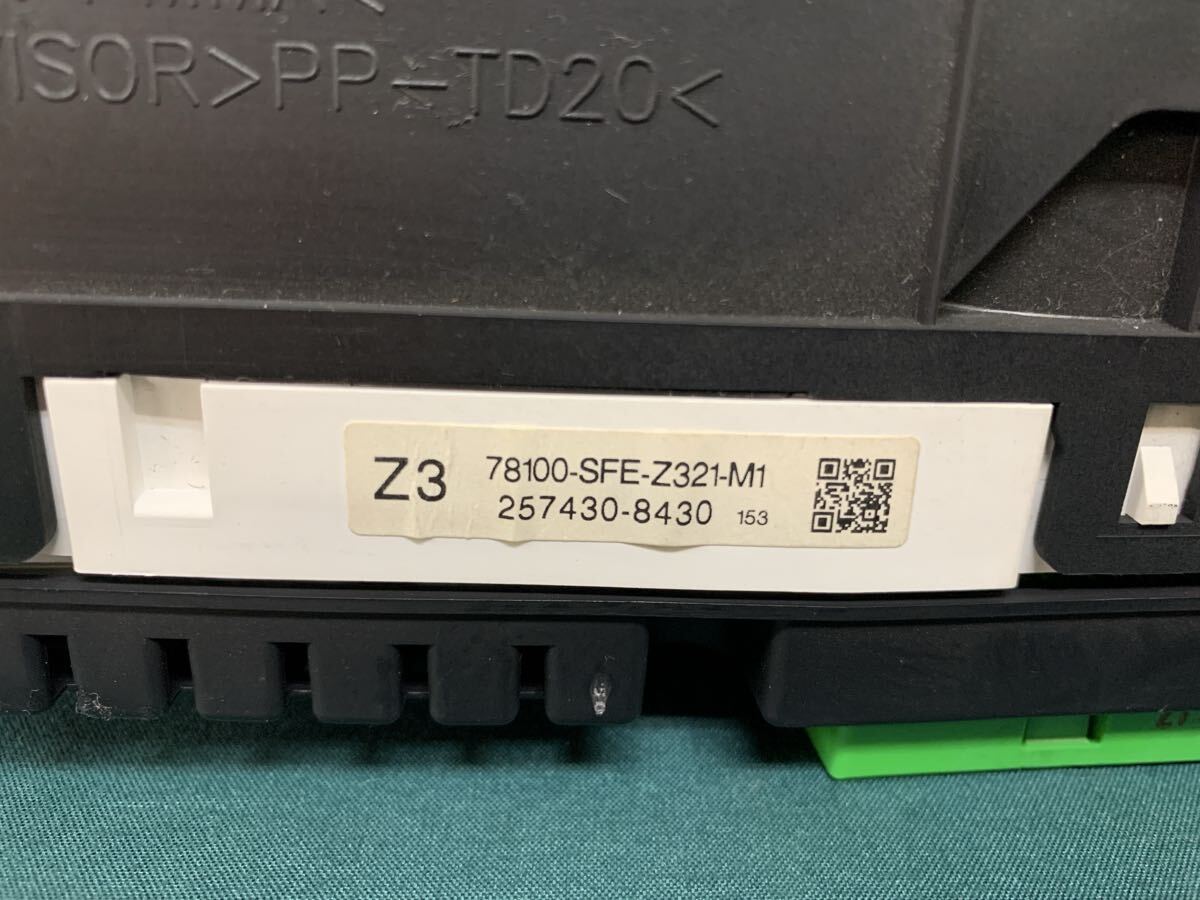 VISOR>PP-TD20<
Z3
78100-SFE-Z321-M1
257430-8430 153